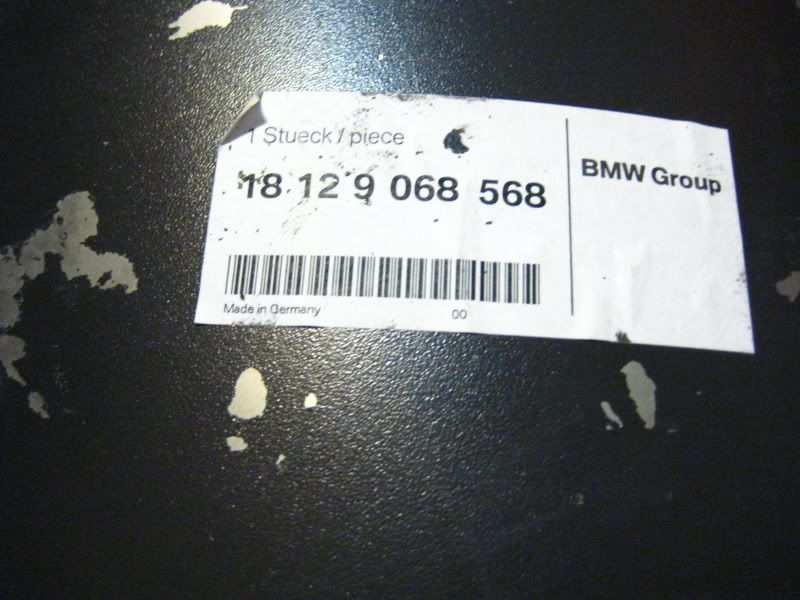 1 Stueck / piece
18 12 9 068 568
BMW Group
Made in Germany
00